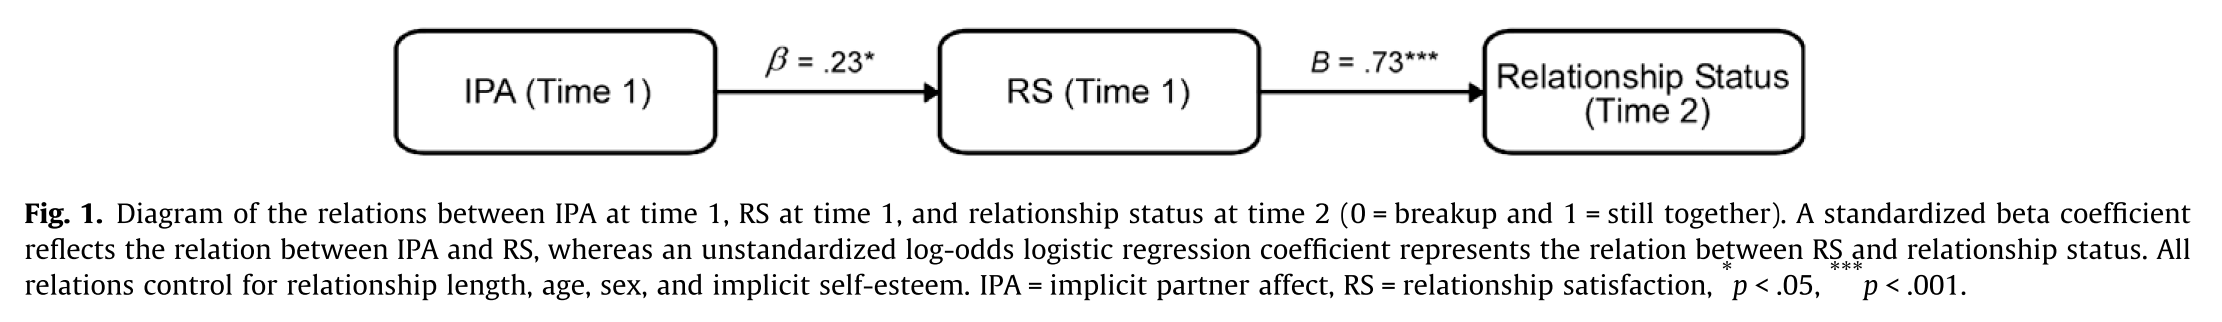 IPA (Time 1)
β = .23*
RS (Time 1)
B = .73***
Relationship Status
(Time 2)
Fig. 1. Diagram of the relations between IPA at time 1, RS at time 1, and relationship status at time 2 (0 = breakup and 1 = still together). A standardized beta coefficient
reflects the relation between IPA and RS, whereas an unstandardized log-odds logistic regression coefficient represents the relation between RS and relationship status. All
relations control for relationship length, age, sex, and implicit self-esteem. IPA = implicit partner affect, RS = relationship satisfaction, *p < .05, ***p < .001.